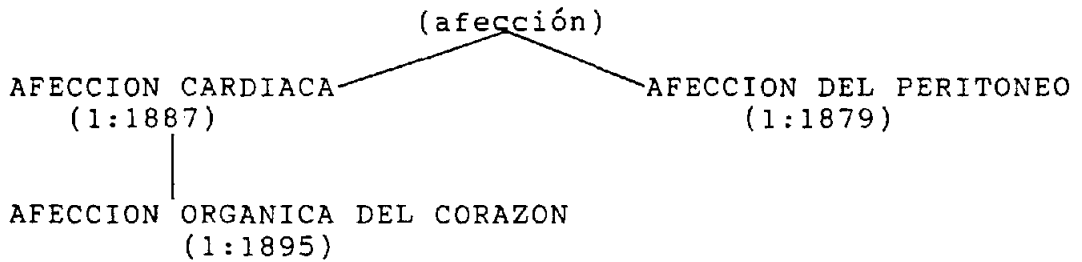 (afección)
AFECCION CARDIACA AFECCION DEL PERITONEO
(1:1887) (1:1879)
AFECCION ORGANICA DEL CORAZON
(1:1895)